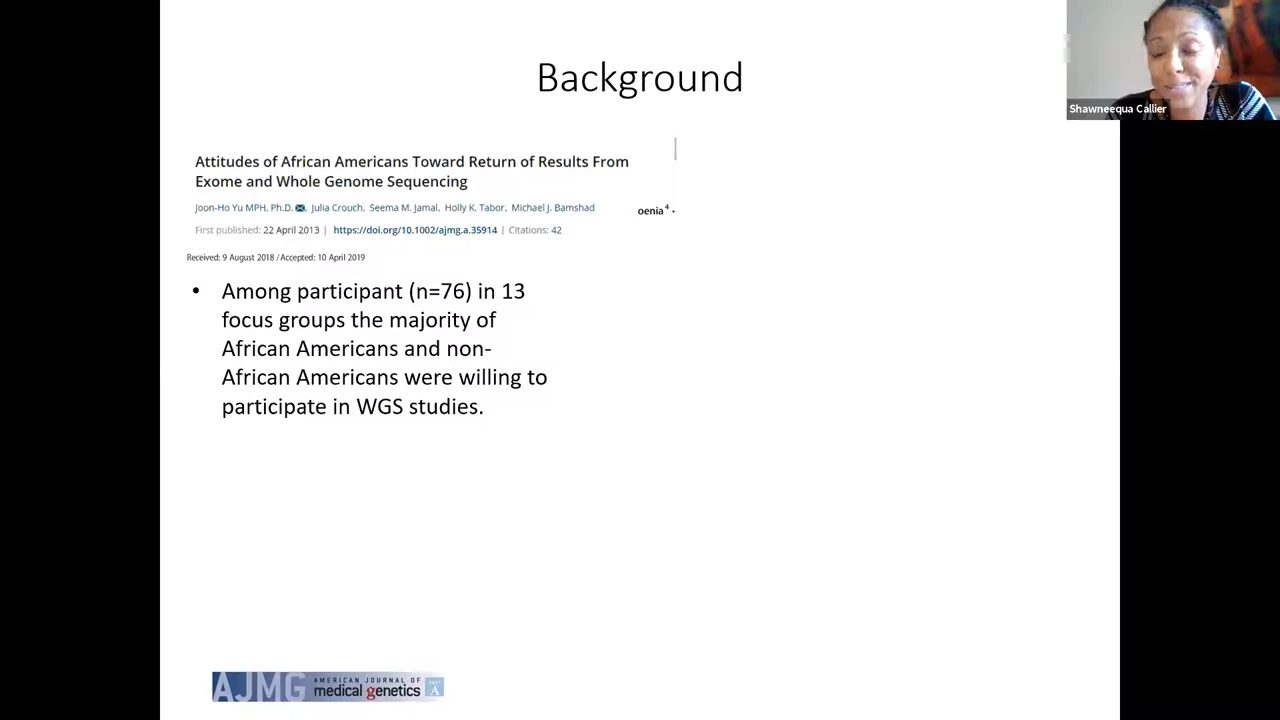 Background
Shawneequa Callier
Attitudes of African Americans Toward Return of Results From
Exome and Whole Genome Sequencing
Joon-Ho Yu MPH, Ph.D. , Julia Crouch, Seema M. Jamal, Holly K. Tabor, Michael J. Bamshad
oenia 4 •
First published: 22 April 2013 | https://doi.org/10.1002/ajmg.a.35914 | Citations: 42
Received: 9 August 2018 / Accepted: 10 April 2019
• Among participant (n=76) in 13
focus groups the majority of
African Americans and non-
African Americans were willing to
participate in WGS studies.
AJMG AMERICAN JOURNAL OF
medical genetics A